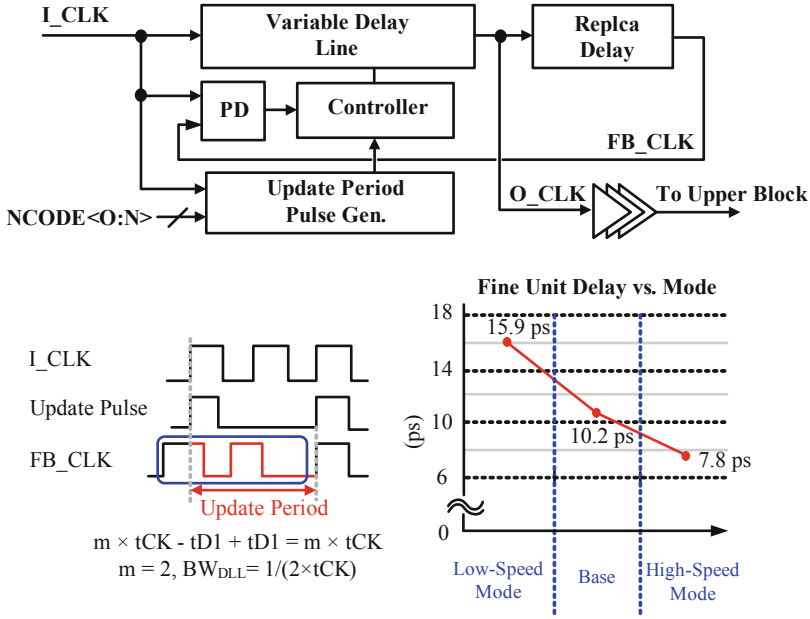 I_CLK
Variable Delay
Line
Replca
Delay
PD
Controller
FB_CLK
Update Period
Pulse Gen.
NCODE<O:N>
O_CLK
To Upper Block
Fine Unit Delay vs. Mode
I_CLK
Update Pulse
FB_CLK
Update Period
m × tCK - tD1 + tD1 = m × tCK
m = 2, BWDLL= 1/(2×tCK)
18
14
10
6
0
(ps)
15.9 ps
10.2 ps
7.8 ps
Low-Speed
Mode
Base
High-Speed
Mode